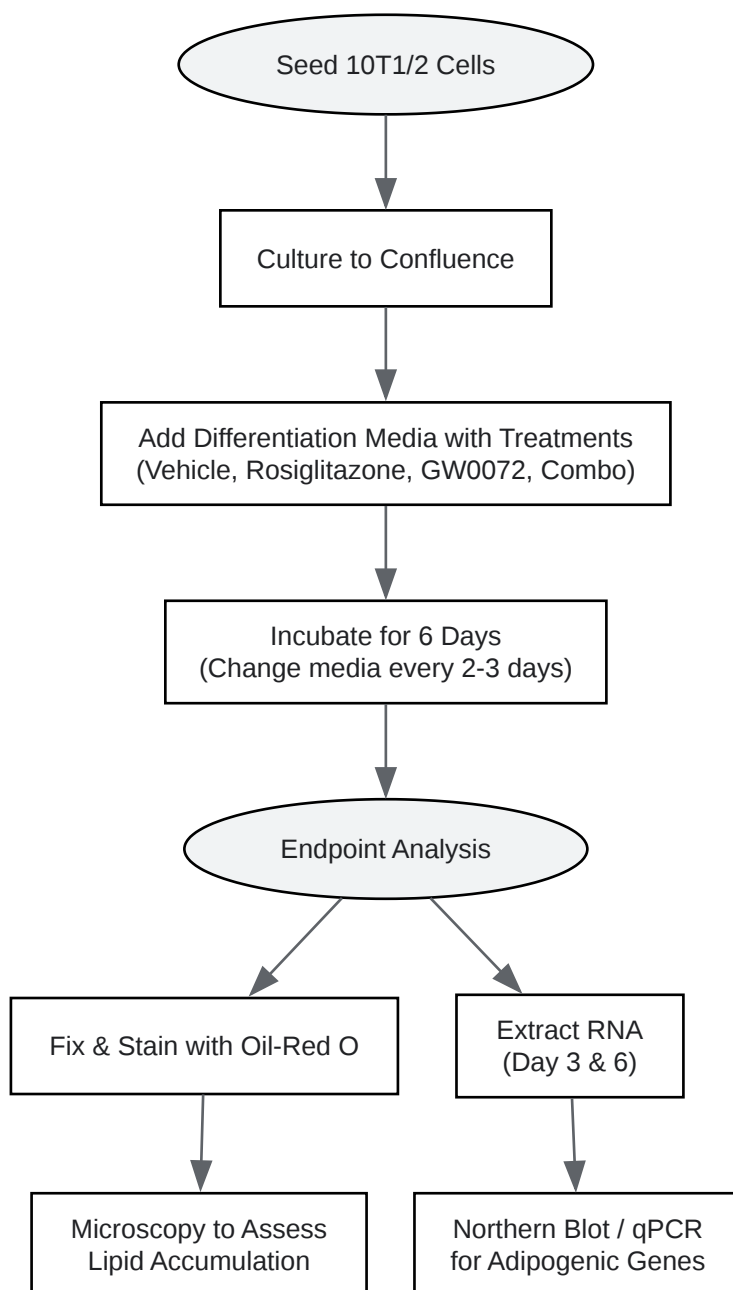 Seed 10T1/2 Cells
Culture to Confluence
Add Differentiation Media with Treatments
(Vehicle, Rosiglitazone, GW0072, Combo)
Incubate for 6 Days
(Change media every 2-3 days)
Endpoint Analysis
Fix & Stain with Oil-Red O
Extract RNA
(Day 3 & 6)
Microscopy to Assess
Lipid Accumulation
Northern Blot / qPCR
for Adipogenic Genes